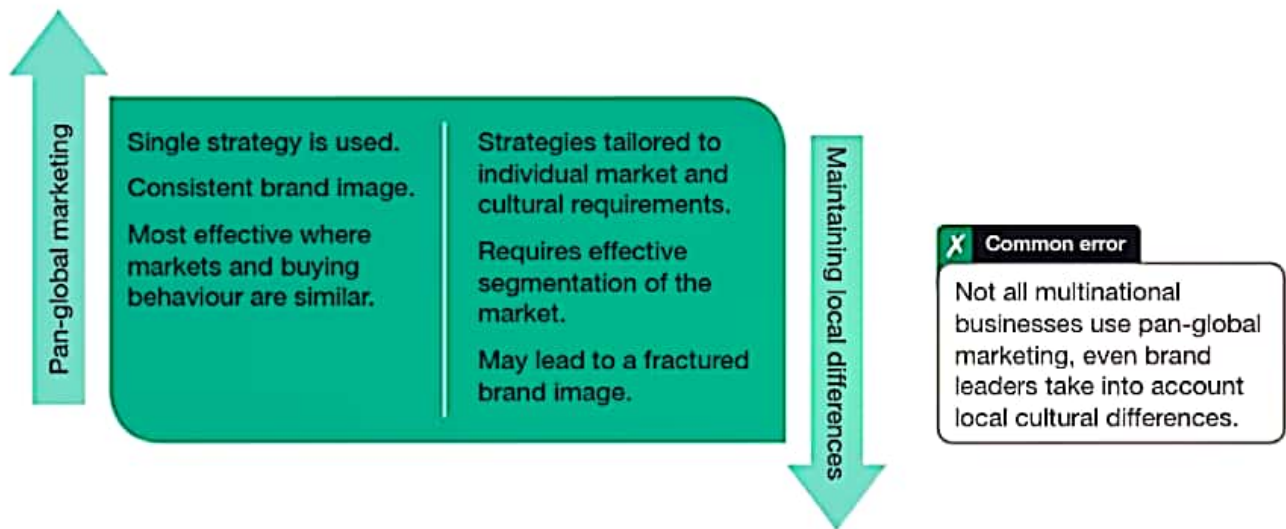 Pan-global marketing
Single strategy is used.
Consistent brand image.
Most effective where
markets and buying
behaviour are similar.
Strategies tailored to
individual market and
cultural requirements.
Requires effective
segmentation of the
market.
May lead to a fractured
brand image.
Maintaining local differences
✗ Common error
Not all multinational
businesses use pan-global
marketing, even brand
leaders take into account
local cultural differences.